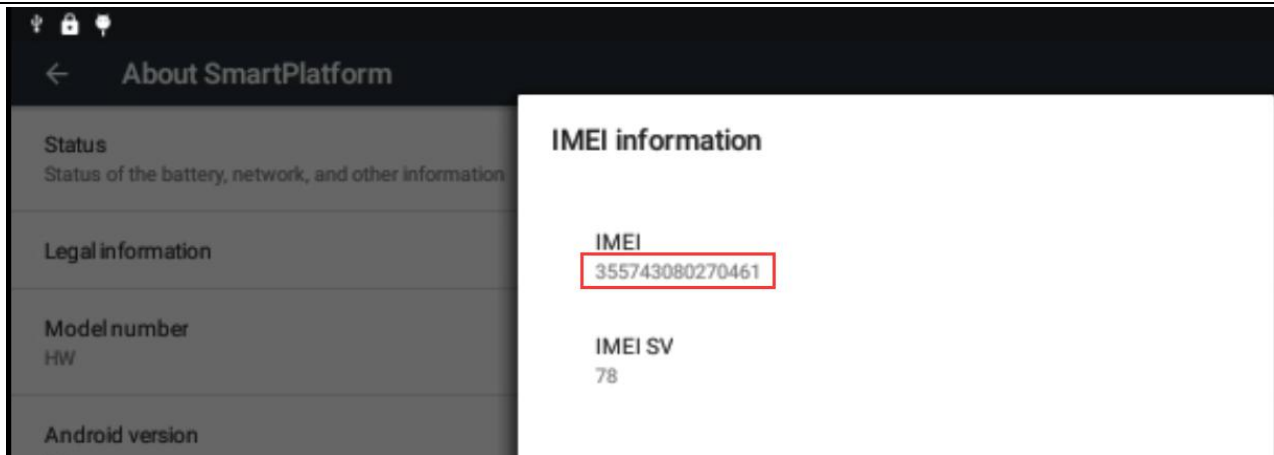 About SmartPlatform
Status
Status of the battery, network, and other information
Legal information
Model number
HW
Android version
IMEI information
IMEI
355743080270461
IMEI SV
78